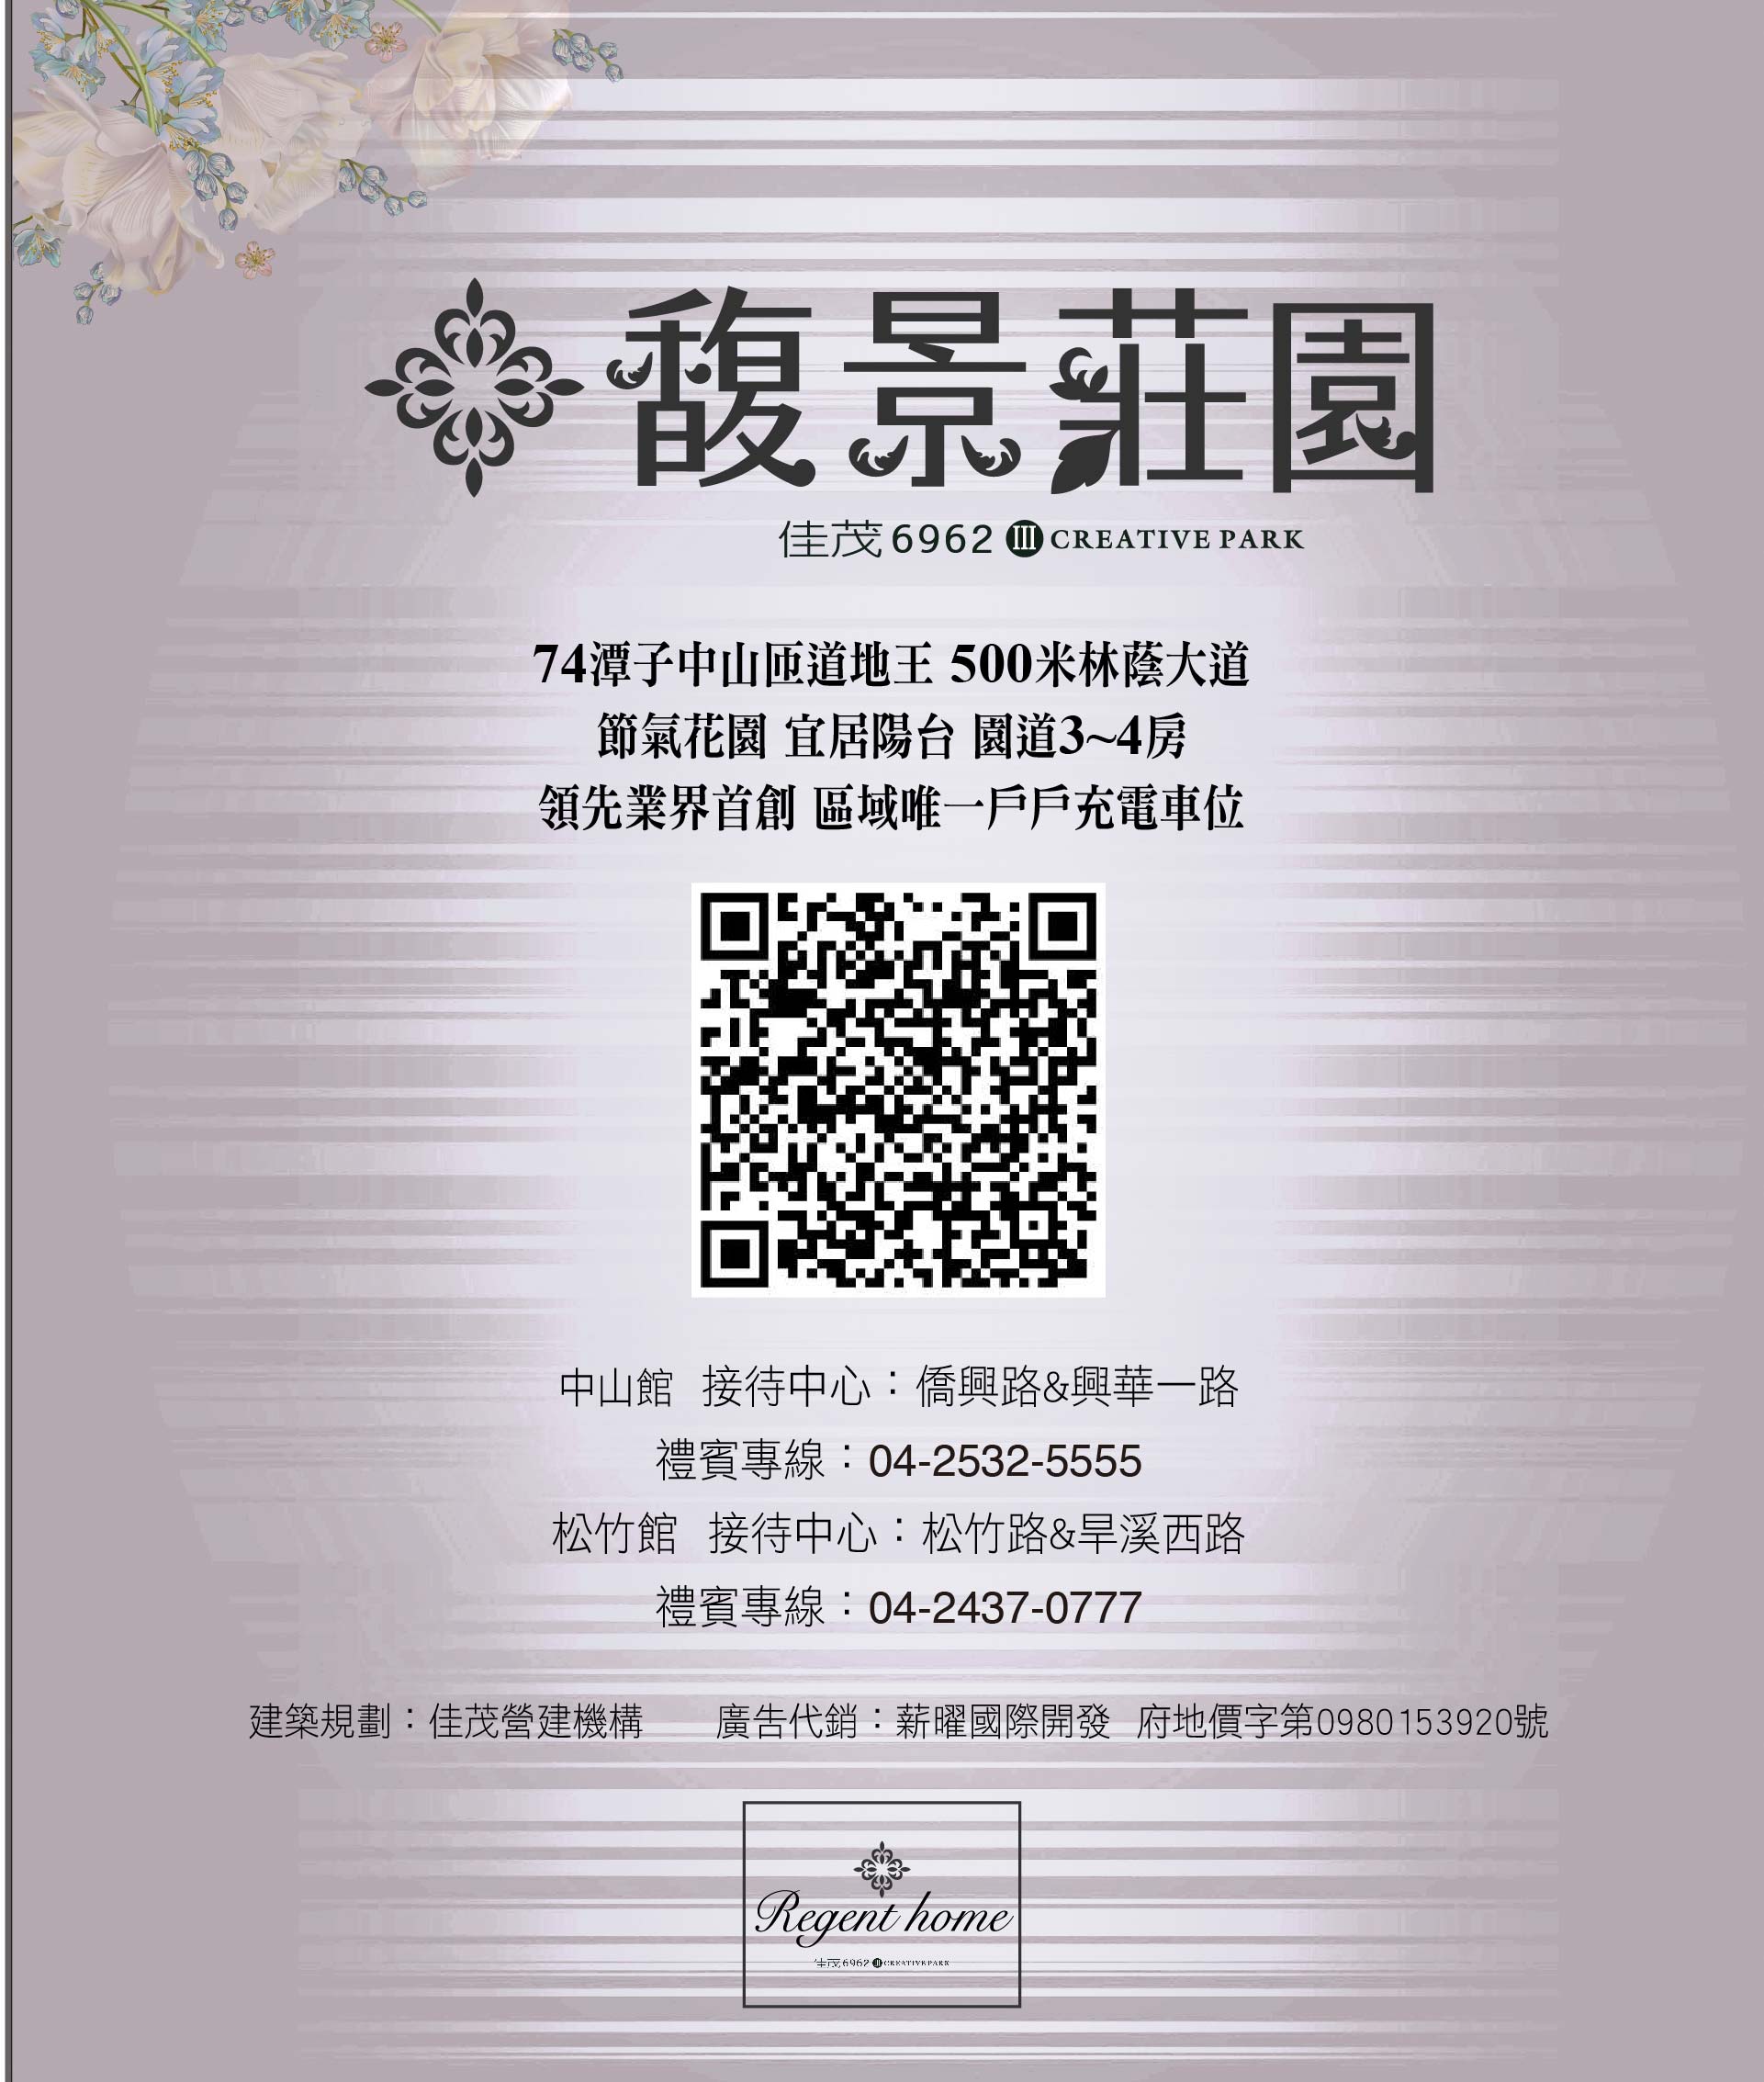 馥景莊園
佳茂6962 III CREATIVE PARK
74潭子中山匝道地王 500米林蔭大道
節氣花園 宜居陽台 園道3~4房
領先業界首創 區域唯一戶戶充電車位
中山館 接待中心：僑興路&興華一路
禮賓專線：04-2532-5555
松竹館 接待中心：松竹路&旱溪西路
禮賓專線：04-2437-0777
建築規劃：佳茂營建機構 廣告代銷：薪曜國際開發 府地價字第0980153920號
Regent home
佳茂6962 III CREATIVE PARK